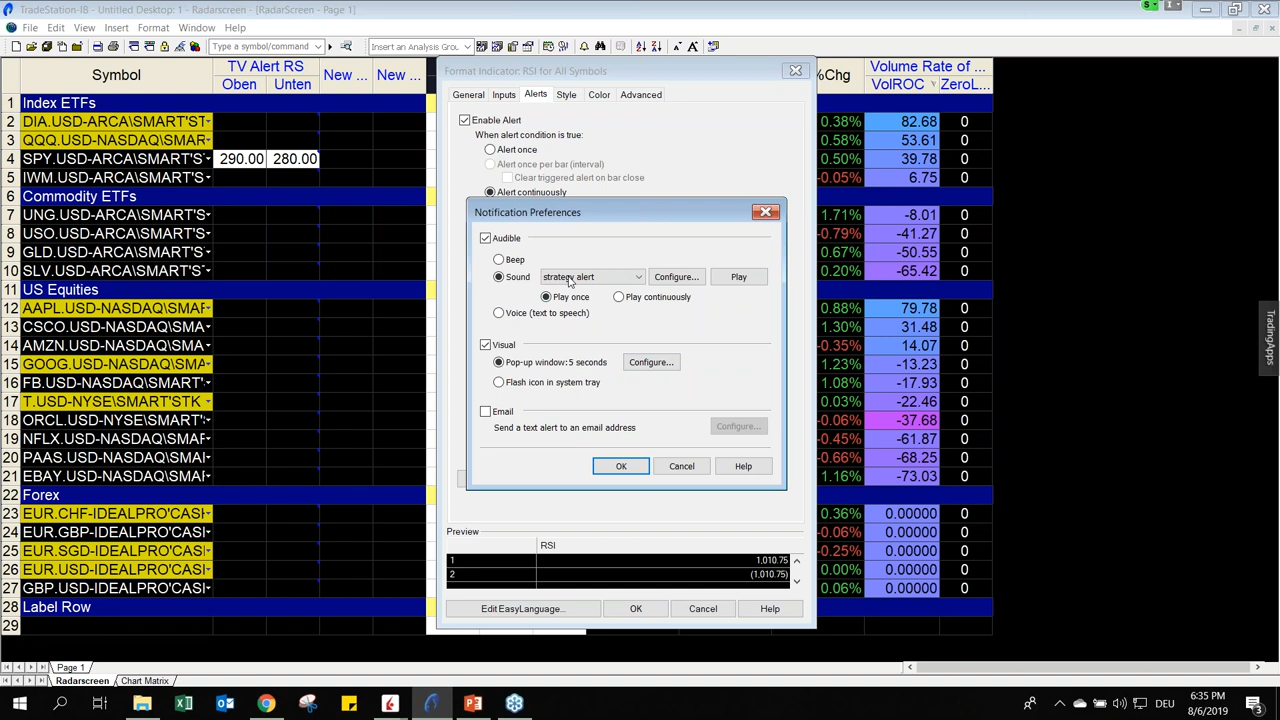 TradeStation-IB - Untitled Desktop: 1 - Radarscreen - [RadarScreen - Page 1]
File Edit View Insert Format Window Help
Type a symbol/command
Insert an Analysis Grou
Symbol
TV Alert RS
Oben Unten
New ...
New ...
%Chg
Volume Rate of ...
VolROC ZeroL...
1 Index ETFs
2 DIA.USD-ARCA\SMART'ST 0.38% 82.68 0
3 QQQ.USD-NASDAQ\SMAR 0.58% 53.61 0
4 SPY.USD-ARCA\SMART'S 290.00 280.00 0.50% 39.78 0
5 IWM.USD-ARCA\SMART'S -0.05% 6.75 0
6 Commodity ETFs
7 UNG.USD-ARCA\SMART'S 1.71% -8.01 0
8 USO.USD-ARCA\SMART'S -0.79% -41.27 0
9 GLD.USD-ARCA\SMART'S 0.67% -50.55 0
10 SLV.USD-ARCA\SMART'S 0.20% -65.42 0
11 US Equities
12 AAPL.USD-NASDAQ\SMAR 0.88% 79.78 0
13 CSCO.USD-NASDAQ\SMAR 1.30% 31.48 0
14 AMZN.USD-NASDAQ\SMAR -0.35% 14.07 0
15 GOOG.USD-NASDAQ\SMAR 1.23% -13.23 0
16 FB.USD-NASDAQ\SMART'S 1.08% -17.93 0
17 T.USD-NYSE\SMART'STK 0.03% -22.46 0
18 ORCL.USD-NYSE\SMART'S -0.06% -37.68 0
19 NFLX.USD-NASDAQ\SMAR -0.45% -61.87 0
20 PAAS.USD-NASDAQ\SMAR -0.66% -68.25 0
21 EBAY.USD-NASDAQ\SMAR 1.16% -73.03 0
22 Forex
23 EUR.CHF-IDEALPRO'CASI 0.36% 0.00000 0
24 EUR.GBP-IDEALPRO'CASI -0.06% 0.00000 0
25 EUR.SGD-IDEALPRO'CASI -0.25% 0.00000 0
26 EUR.USD-IDEALPRO'CASI 0.00% 0.00000 0
27 GBP.USD-IDEALPRO'CASI 0.06% 0.00000 0
28 Label Row
29
Format Indicator: RSI for All Symbols
General Inputs Alerts Style Color Advanced
Enable Alert
When alert condition is true:
Alert once
Alert once per bar (interval)
Clear triggered alert on bar close
Alert continuously
Notification Preferences
Audible
Beep
Sound strategy alert Configure... Play
Play once Play continuously
Voice (text to speech)
Visual
Pop-up window:5 seconds Configure...
Flash icon in system tray
Email
Send a text alert to an email address Configure...
OK Cancel Help
Preview
RSI
1 1,010.75
2 (1,010.75)
Edit EasyLanguage... OK Cancel Help
TradingApps
Page 1
Radarscreen Chart Matrix
DEU
6:35 PM
8/6/2019
3